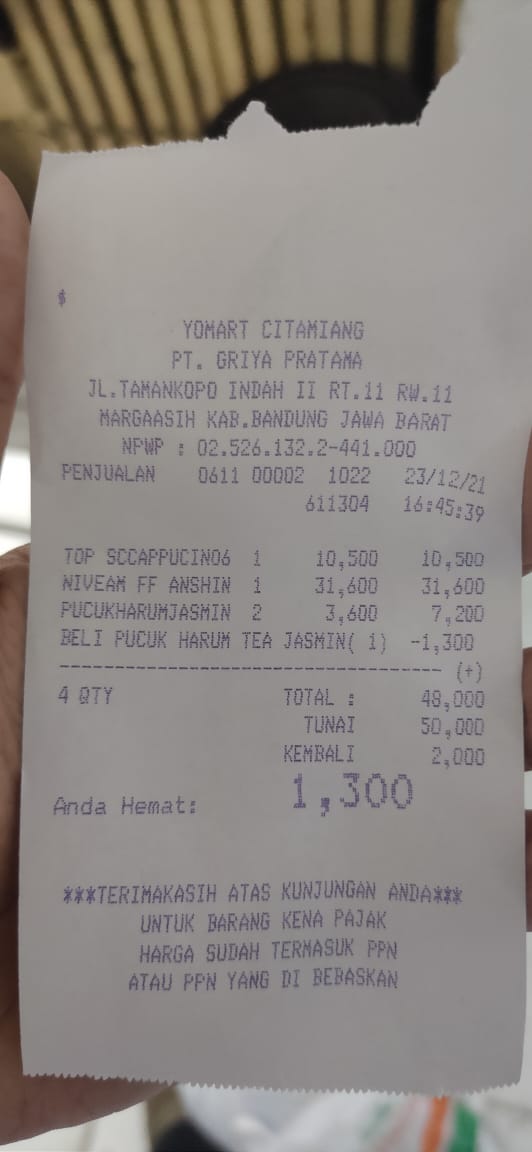 $
YOMART CITAMIANG
PT. GRIYA PRATAMA
JL.TAMANKOPO INDAH II RT.11 RW.11
MARGAASIH KAB.BANDUNG JAWA BARAT
NPWP : 02.526.132.2-441.000
PENJUALAN 0611 00002 1022 23/12/21
611304 16:45:39
TOP SCCAPPUCINO6 1 10,500 10,500
NIVEAM FF ANSHIN 1 31,600 31,600
PUCUKHARUMJASMIN 2 3,600 7,200
BELI PUCUK HARUM TEA JASMIN( 1) -1,300
---------------------------------------- (+)
4 QTY TOTAL : 48,000
TUNAI 50,000
KEMBALI 2,000
Anda Hemat: 1,300
***TERIMAKASIH ATAS KUNJUNGAN ANDA***
UNTUK BARANG KENA PAJAK
HARGA SUDAH TERMASUK PPN
ATAU PPN YANG DI BEBASKAN